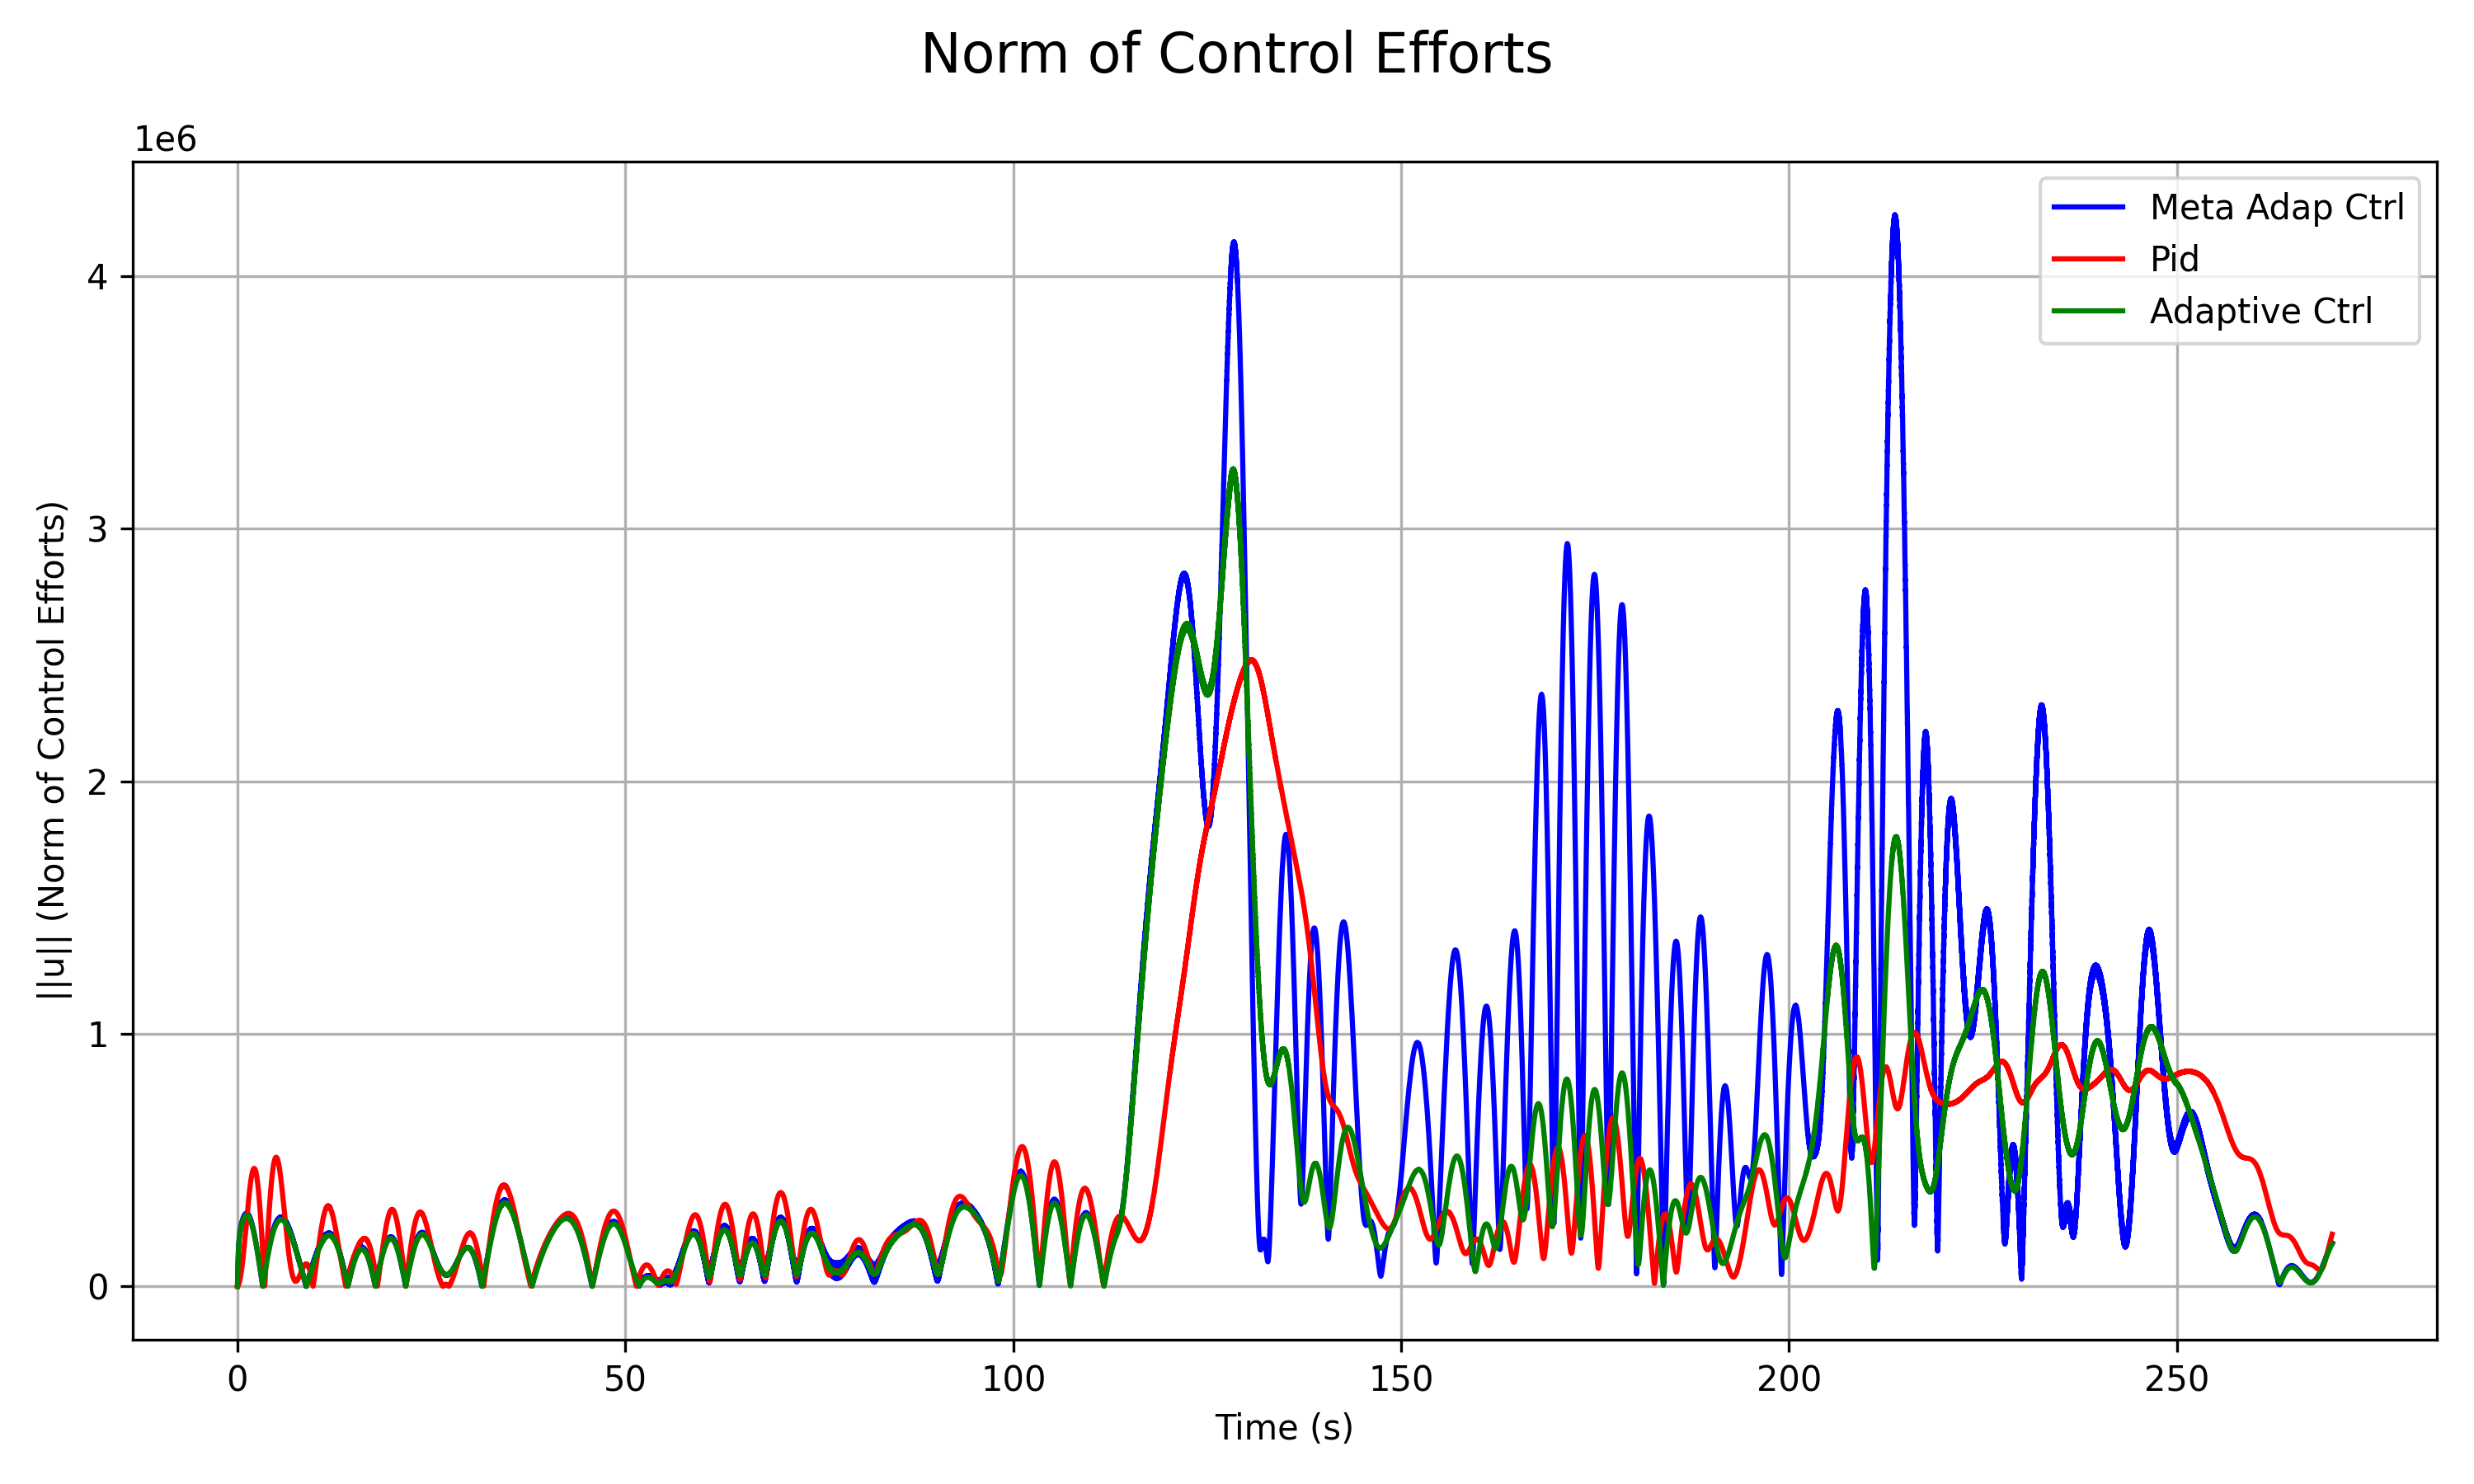 Norm of Control Efforts
1e6
Meta Adap Ctrl
Pid
Adaptive Ctrl
||u|| (Norm of Control Efforts)
4
3
2
1
0
0 50 100 150 200 250
Time (s)